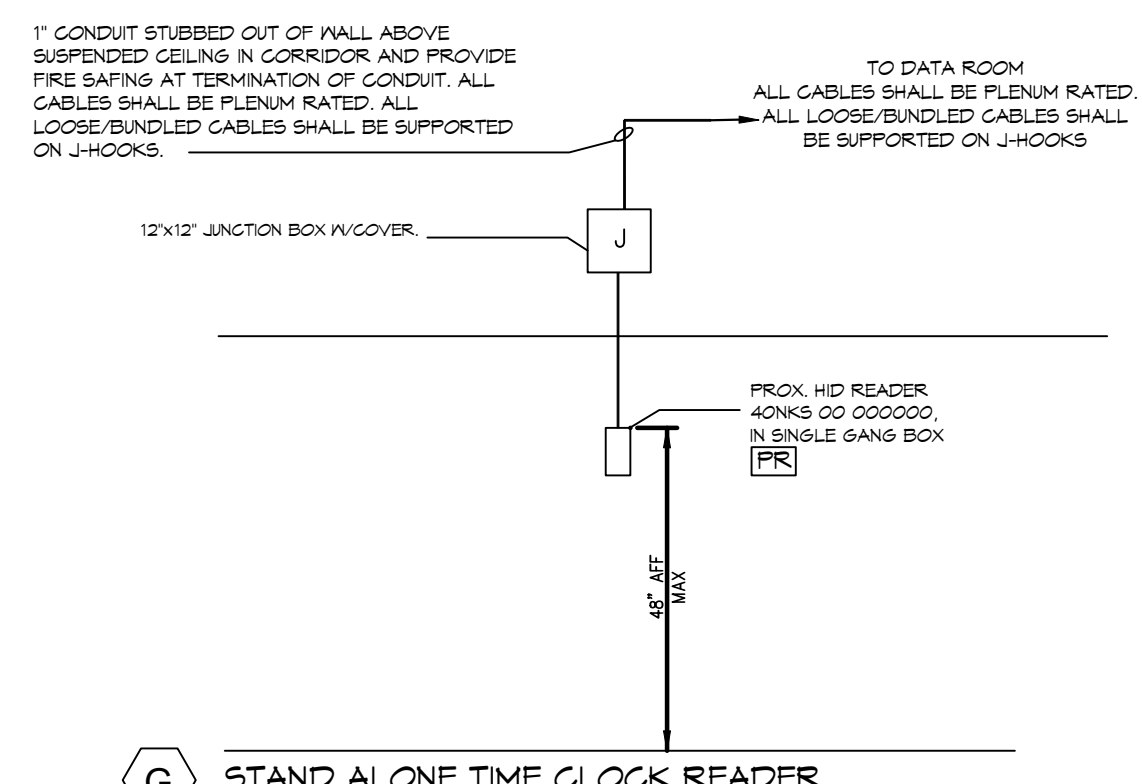 1" CONDUIT STUBBED OUT OF WALL ABOVE
SUSPENDED CEILING IN CORRIDOR AND PROVIDE
FIRE SAFING AT TERMINATION OF CONDUIT. ALL
CABLES SHALL BE PLENUM RATED. ALL
LOOSE/BUNDLED CABLES SHALL BE SUPPORTED
ON J-HOOKS.
TO DATA ROOM
ALL CABLES SHALL BE PLENUM RATED.
ALL LOOSE/BUNDLED CABLES SHALL
BE SUPPORTED ON J-HOOKS
12"x12" JUNCTION BOX W/COVER.
J
PROX. HID READER
40NKS 00 000000,
IN SINGLE GANG BOX
PR
48" AFF
MAX
G
STAND ALONE TIME CLOCK READER